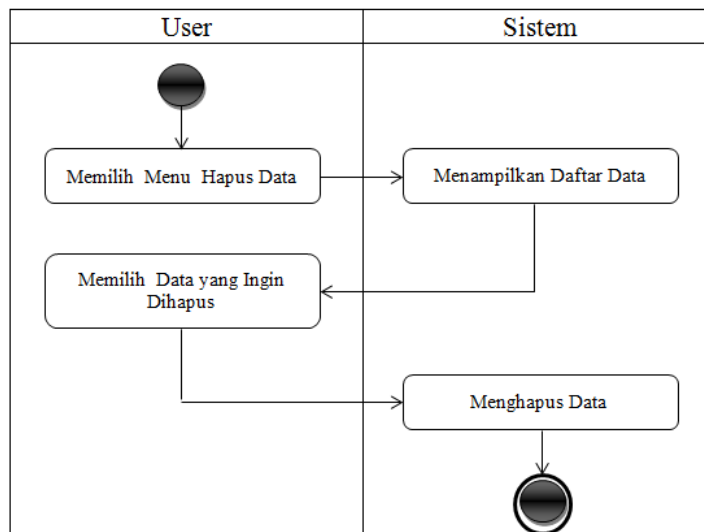 User
Sistem
Memilih Menu Hapus Data
Menampilkan Daftar Data
Memilih Data yang Ingin
Dihapus
Menghapus Data